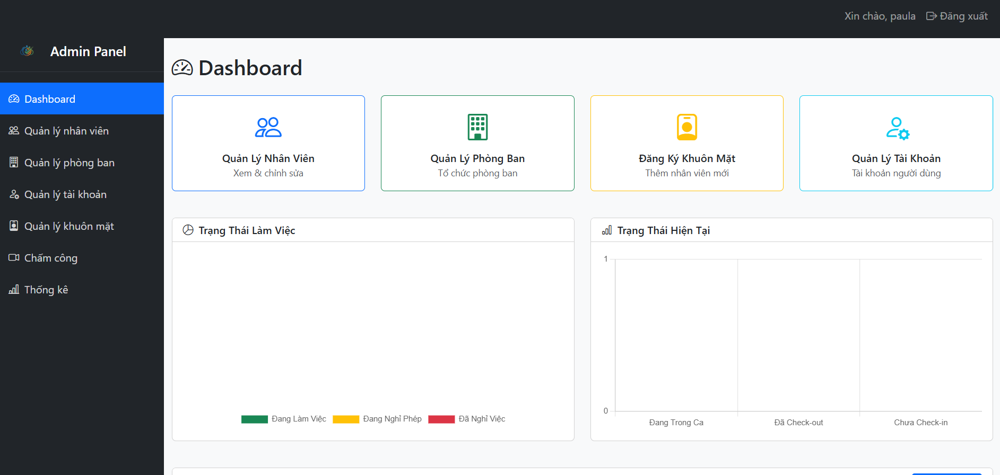 Xin chào, paula Đăng xuất
Admin Panel
Dashboard
Quản lý nhân viên
Quản lý phòng ban
Quản lý tài khoản
Quản lý khuôn mặt
Chấm công
Thống kê
Dashboard
Quản Lý Nhân Viên
Xem & chỉnh sửa
Quản Lý Phòng Ban
Tổ chức phòng ban
Đăng Ký Khuôn Mặt
Thêm nhân viên mới
Quản Lý Tài Khoản
Tài khoản người dùng
Trạng Thái Làm Việc
Đang Làm Việc Đang Nghỉ Phép Đã Nghỉ Việc
Trạng Thái Hiện Tại
1
0
Đang Trong Ca Đã Check-out Chưa Check-in